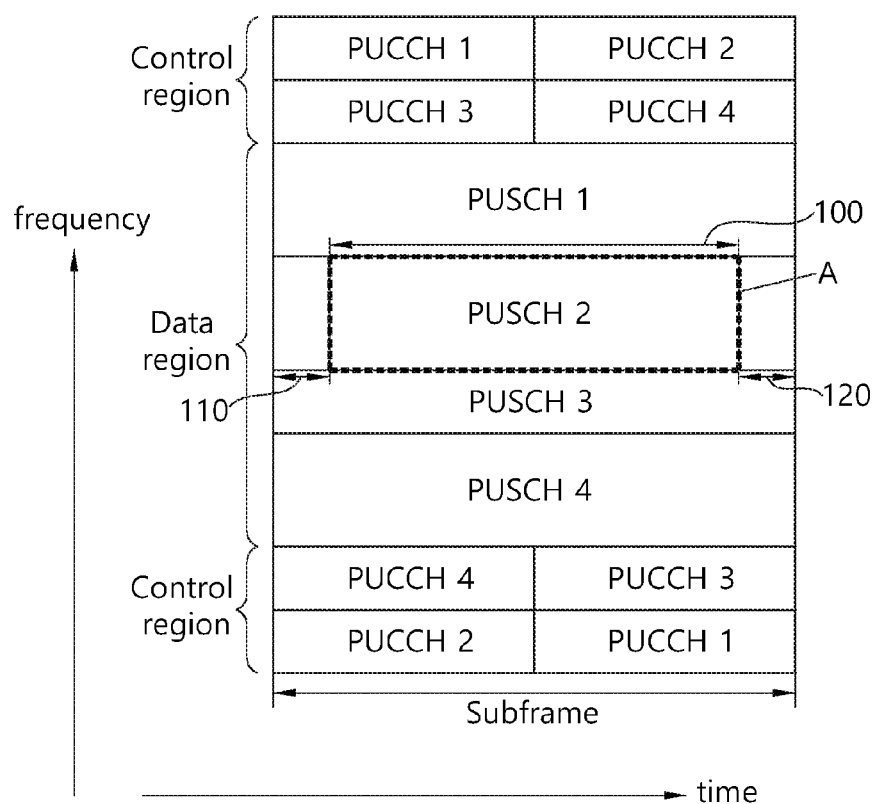 Control
region
PUCCH 1
PUCCH 2
PUCCH 3
PUCCH 4
frequency
PUSCH 1
100
A
Data
region
PUSCH 2
110
PUSCH 3
120
PUSCH 4
Control
region
PUCCH 4
PUCCH 3
PUCCH 2
PUCCH 1
Subframe
time